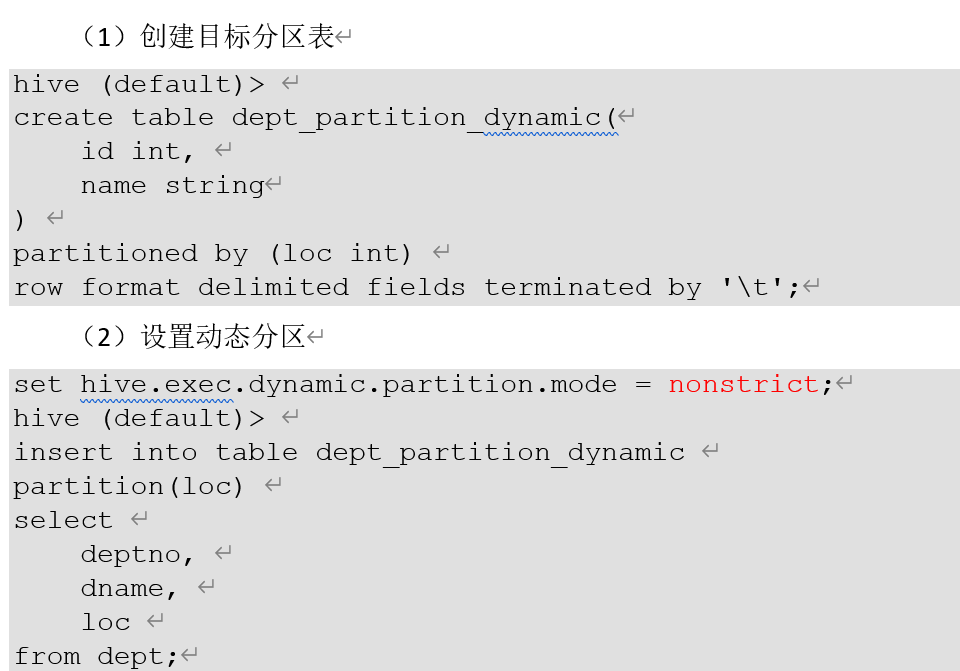 （1）创建目标分区表
hive (default)>
create table dept_partition_dynamic(
    id int,
    name string
)
partitioned by (loc int)
row format delimited fields terminated by '\t';
（2）设置动态分区
set hive.exec.dynamic.partition.mode = nonstrict;
hive (default)>
insert into table dept_partition_dynamic
partition(loc)
select
    deptno,
    dname,
    loc
from dept;